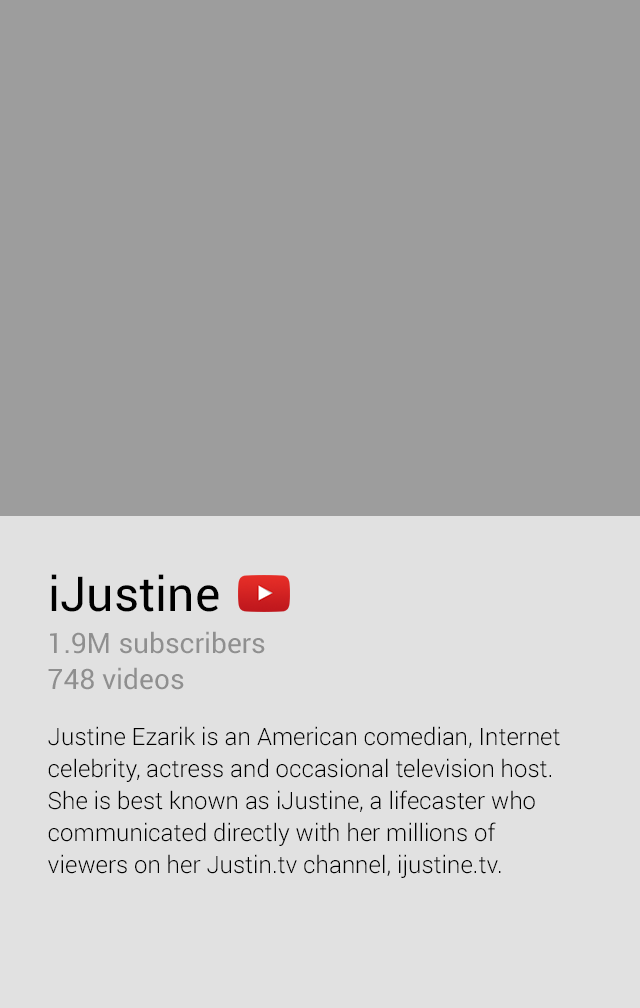 iJustine
1.9M subscribers
748 videos
Justine Ezarik is an American comedian, Internet
celebrity, actress and occasional television host.
She is best known as iJustine, a lifecaster who
communicated directly with her millions of
viewers on her Justin.tv channel, ijustine.tv.